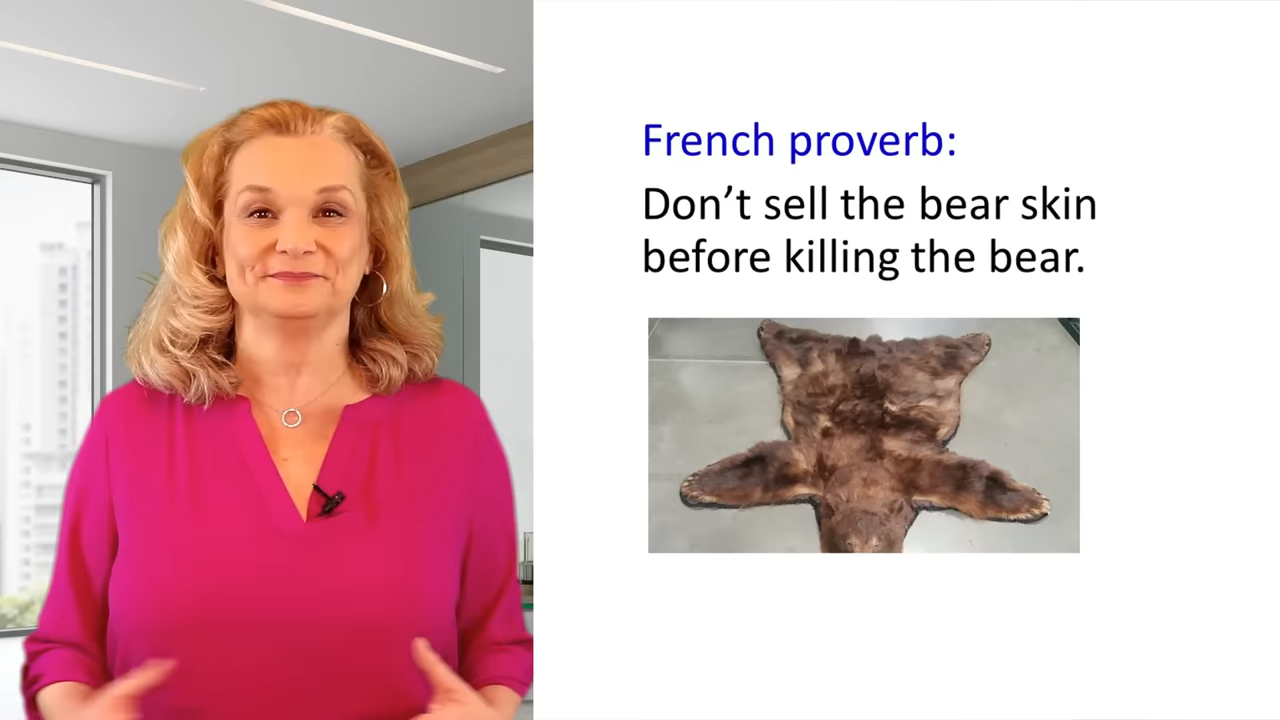 French proverb:
Don’t sell the bear skin
before killing the bear.